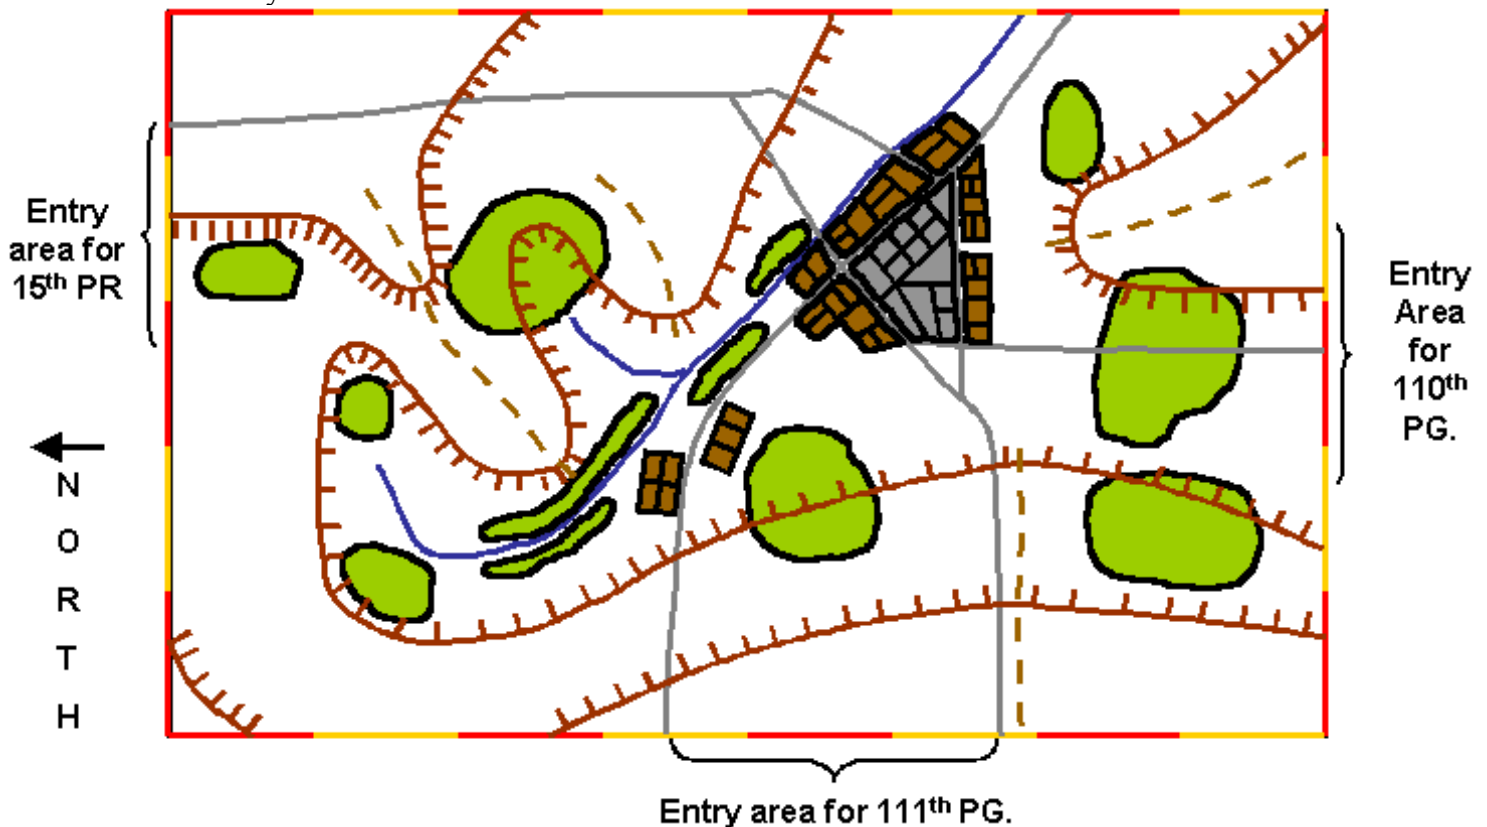 Entry
area for
15th PR
Entry
Area
for
110th
PG.
N
O
R
T
H
Entry area for 111th PG.